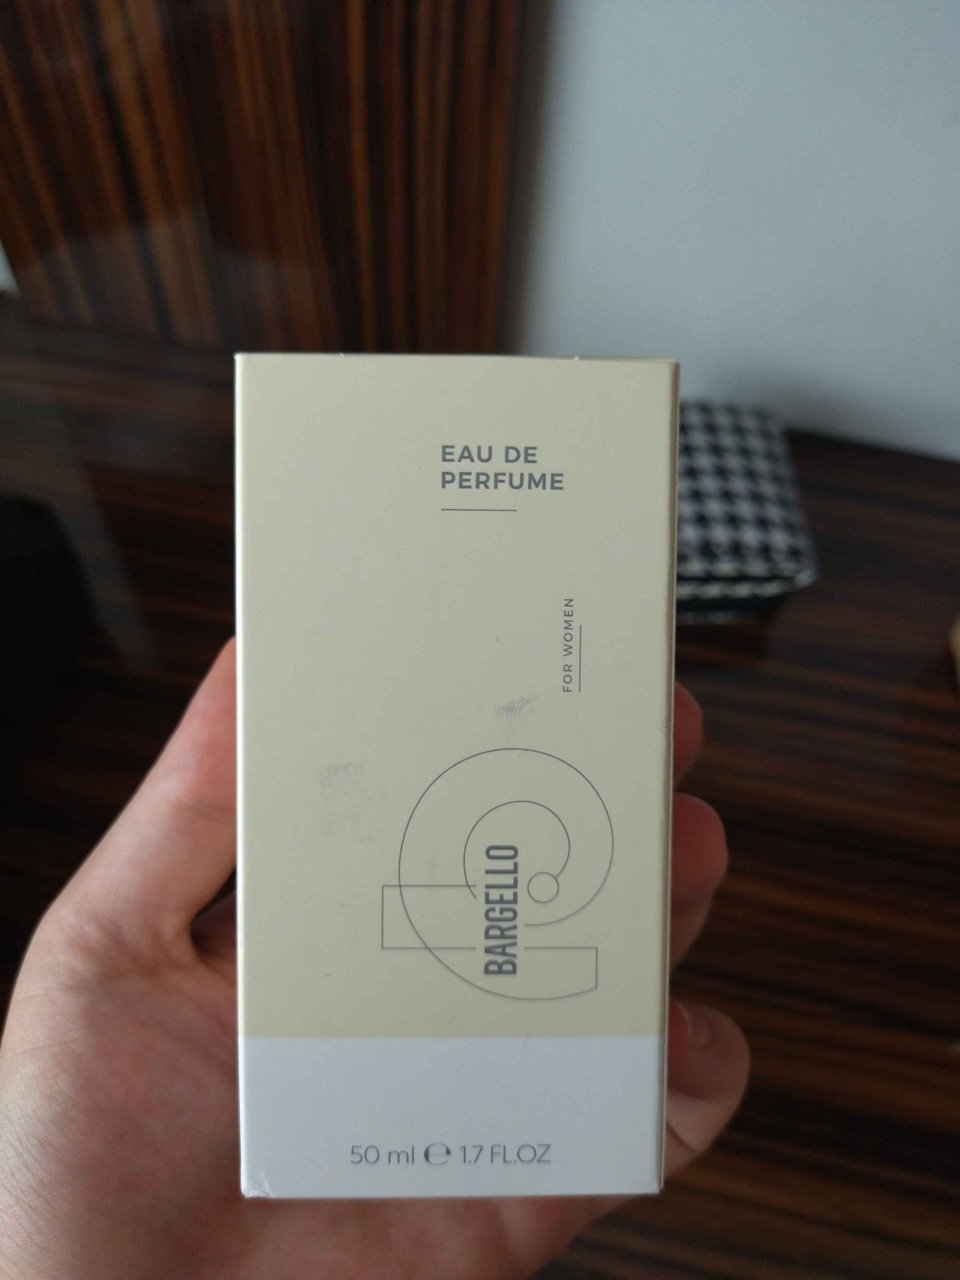 EAU DE
PERFUME
FOR WOMEN
BARGELLO
50 ml ℮ 1.7 FL.OZ